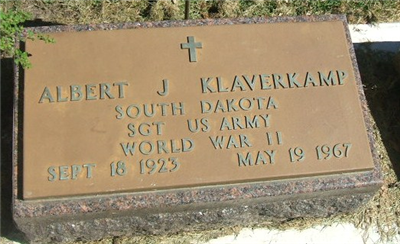 ALBERT J KLAVERKAMP
SOUTH DAKOTA
SGT US ARMY
WORLD WAR II
SEPT 18 1923 MAY 19 1967